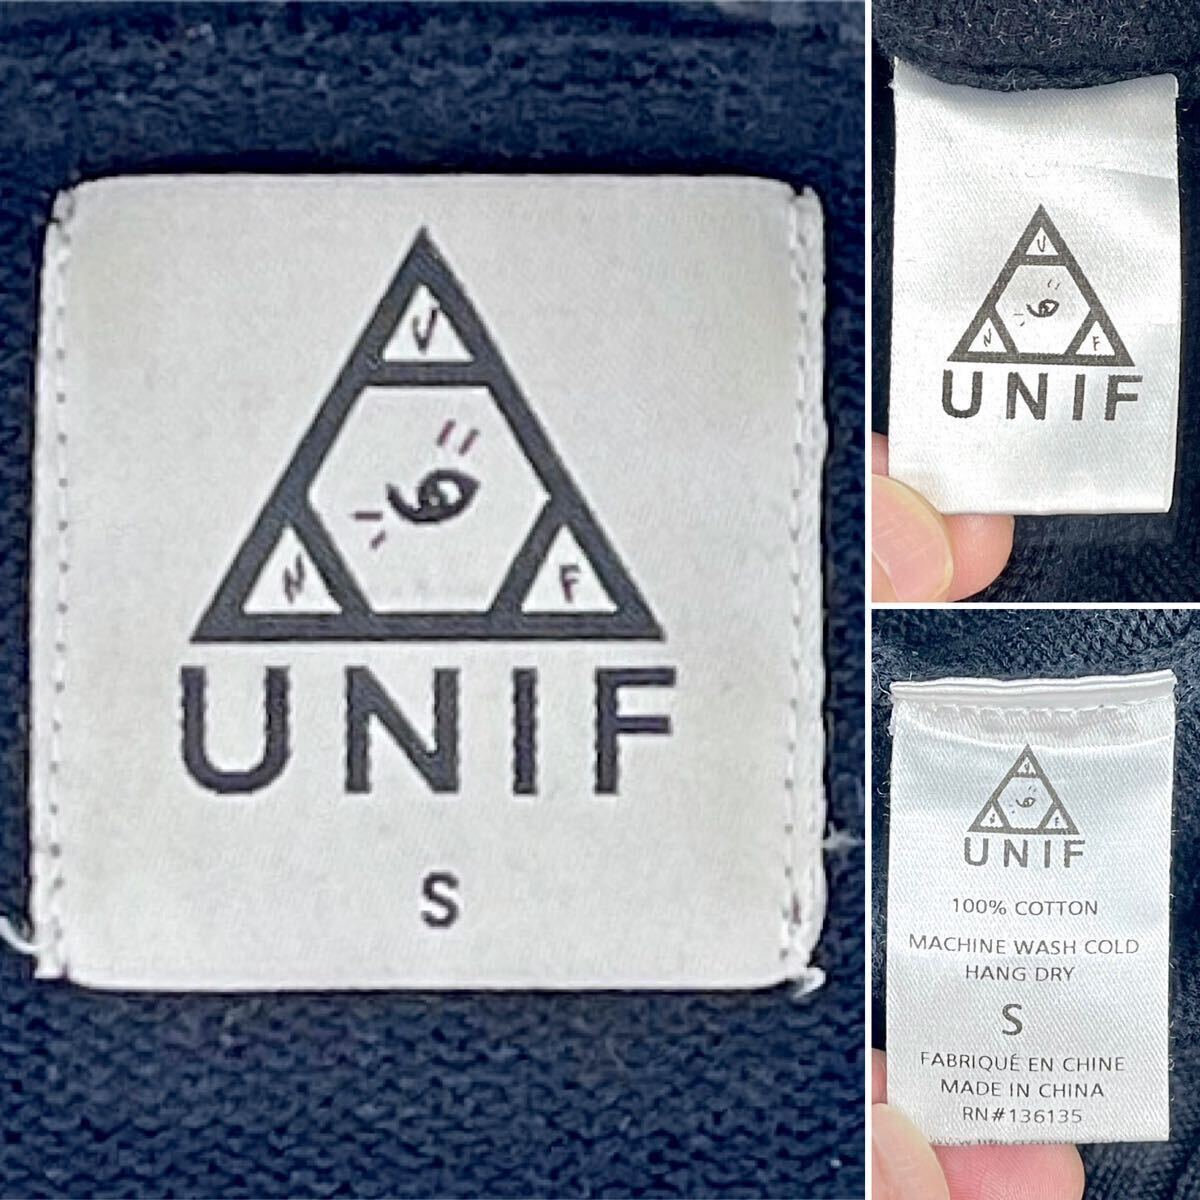 U
N F
UNIF
S
U
N F
UNIF
U
F
UNIF
100% COTTON
MACHINE WASH COLD
HANG DRY
S
FABRIQUÉ EN CHINE
MADE IN CHINA
RN#136135